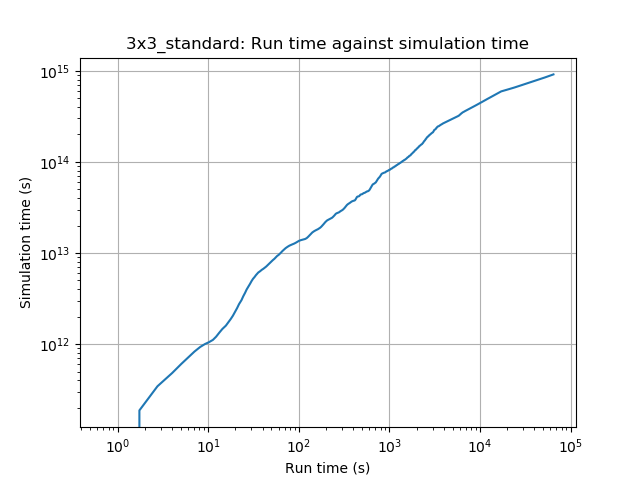 3x3_standard: Run time against simulation time
Simulation time (s)
10¹⁵
10¹⁴
10¹³
10¹²
10⁰ 10¹ 10² 10³ 10⁴ 10⁵
Run time (s)